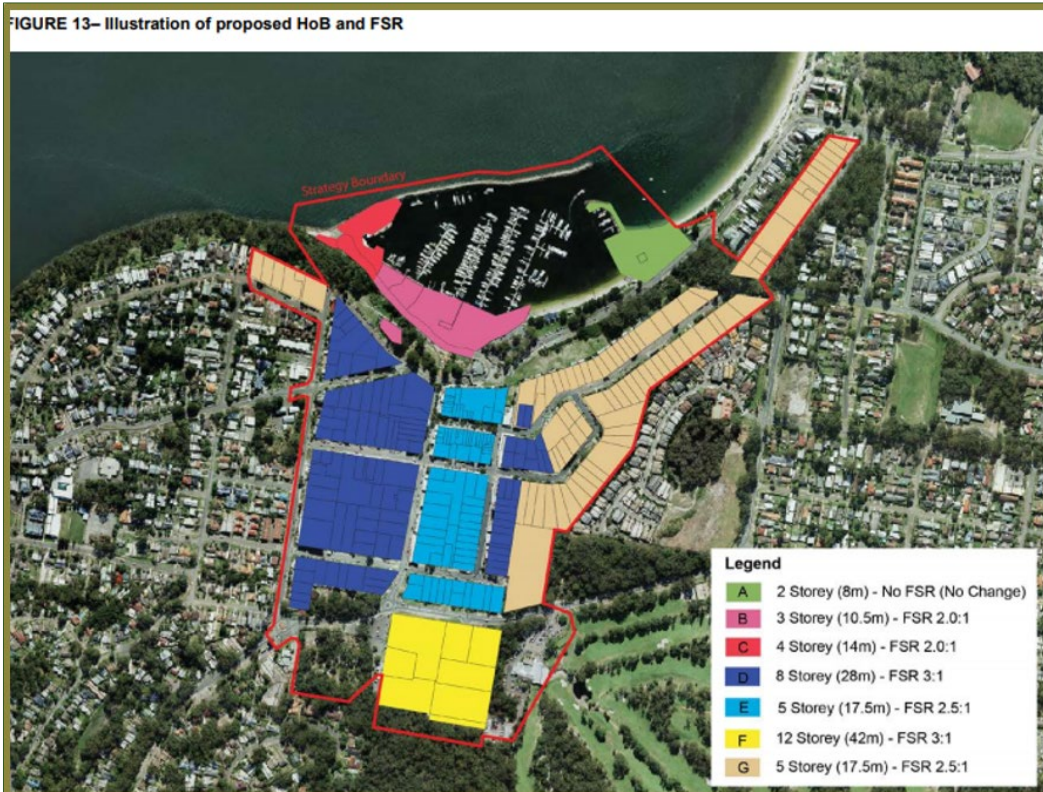 FIGURE 13– Illustration of proposed HoB and FSR
Strategy Boundary
Legend
A 2 Storey (8m) - No FSR (No Change)
B 3 Storey (10.5m) - FSR 2.0:1
C 4 Storey (14m) - FSR 2.0:1
D 8 Storey (28m) - FSR 3:1
E 5 Storey (17.5m) - FSR 2.5:1
F 12 Storey (42m) - FSR 3:1
G 5 Storey (17.5m) - FSR 2.5:1